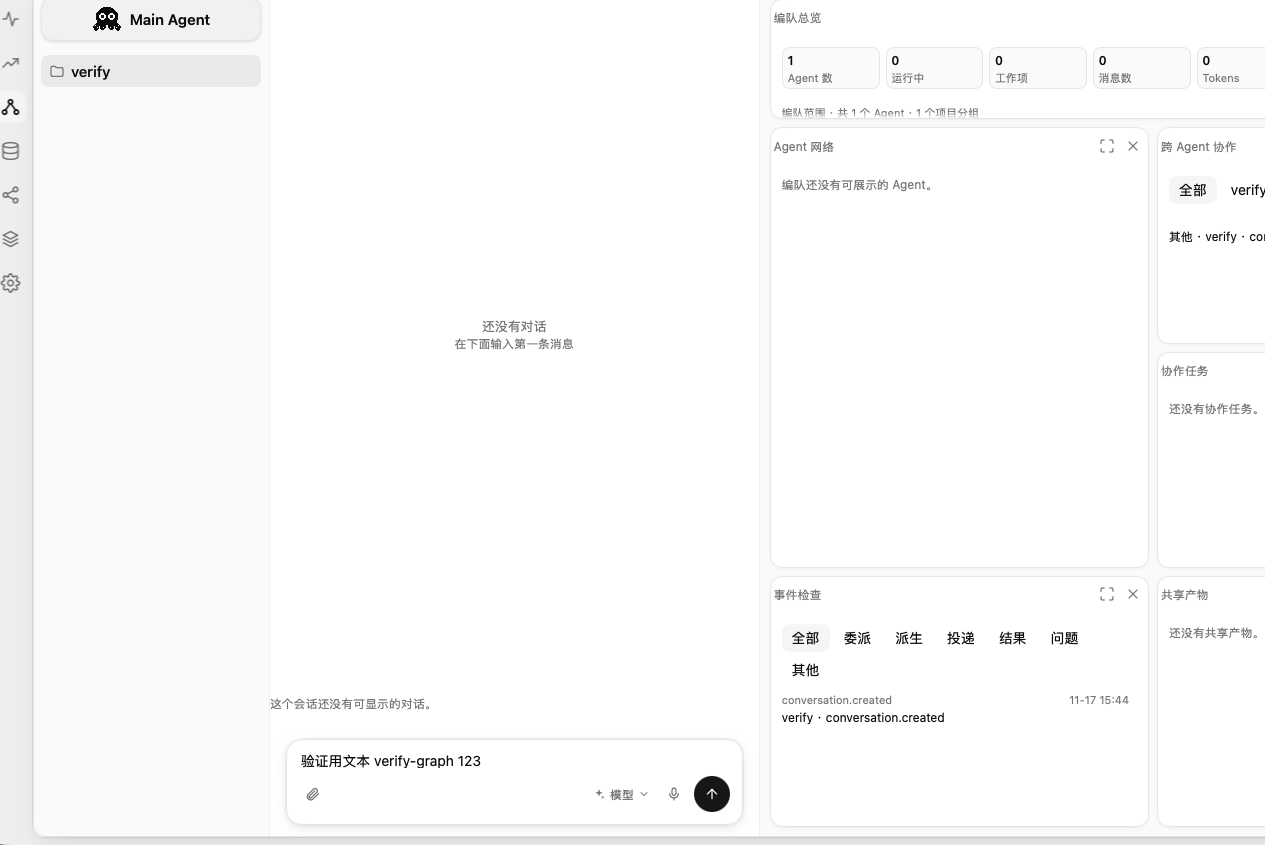 Main Agent
verify
还没有对话
在下面输入第一条消息
这个会话还没有可显示的对话。
验证用文本 verify-graph 123
模型
编队总览
1
Agent 数
0
运行中
0
工作项
0
消息数
0
Tokens
编队范围 · 共 1 个 Agent · 1 个项目分组
Agent 网络
编队还没有可展示的 Agent。
跨 Agent 协作
全部 verify
其他 · verify · con
协作任务
还没有协作任务。
事件检查
全部 委派 派生 投递 结果 问题
其他
conversation.created 11-17 15:44
verify · conversation.created
共享产物
还没有共享产物。